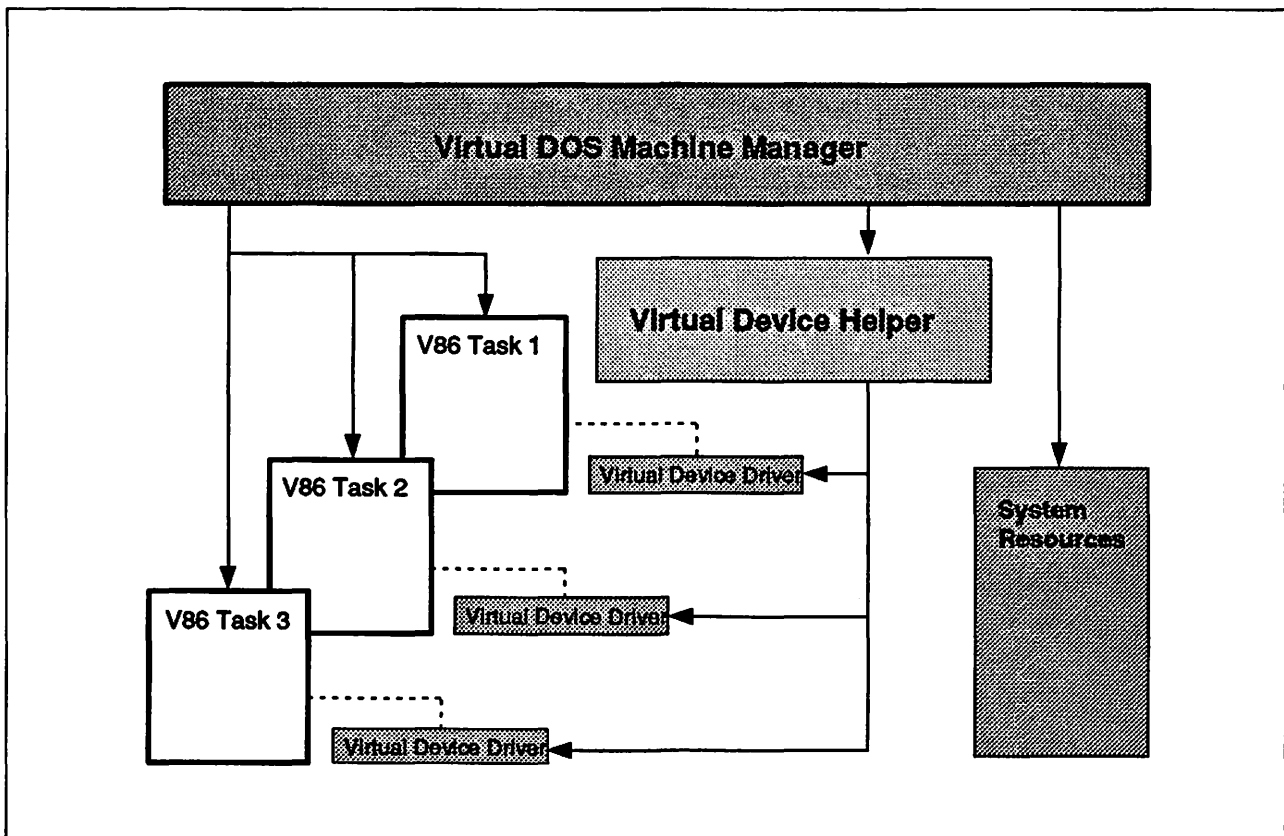 Virtual DOS Machine Manager
Virtual Device Helper
V86 Task 1
Virtual Device Driver
V86 Task 2
System
Resources
Virtual Device Driver
V86 Task 3
Virtual Device Driver